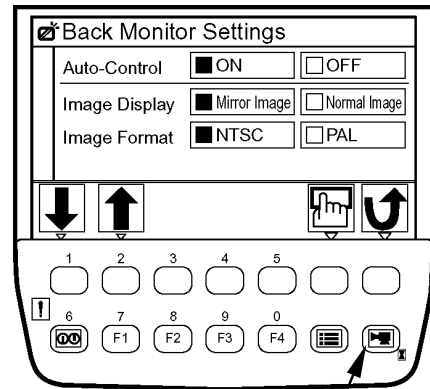 Back Monitor Settings
Auto-Control ON OFF
Image Display Mirror Image Normal Image
Image Format NTSC PAL
1 2 3 4 5
! 6 7 8 9 0
F1 F2 F3 F4